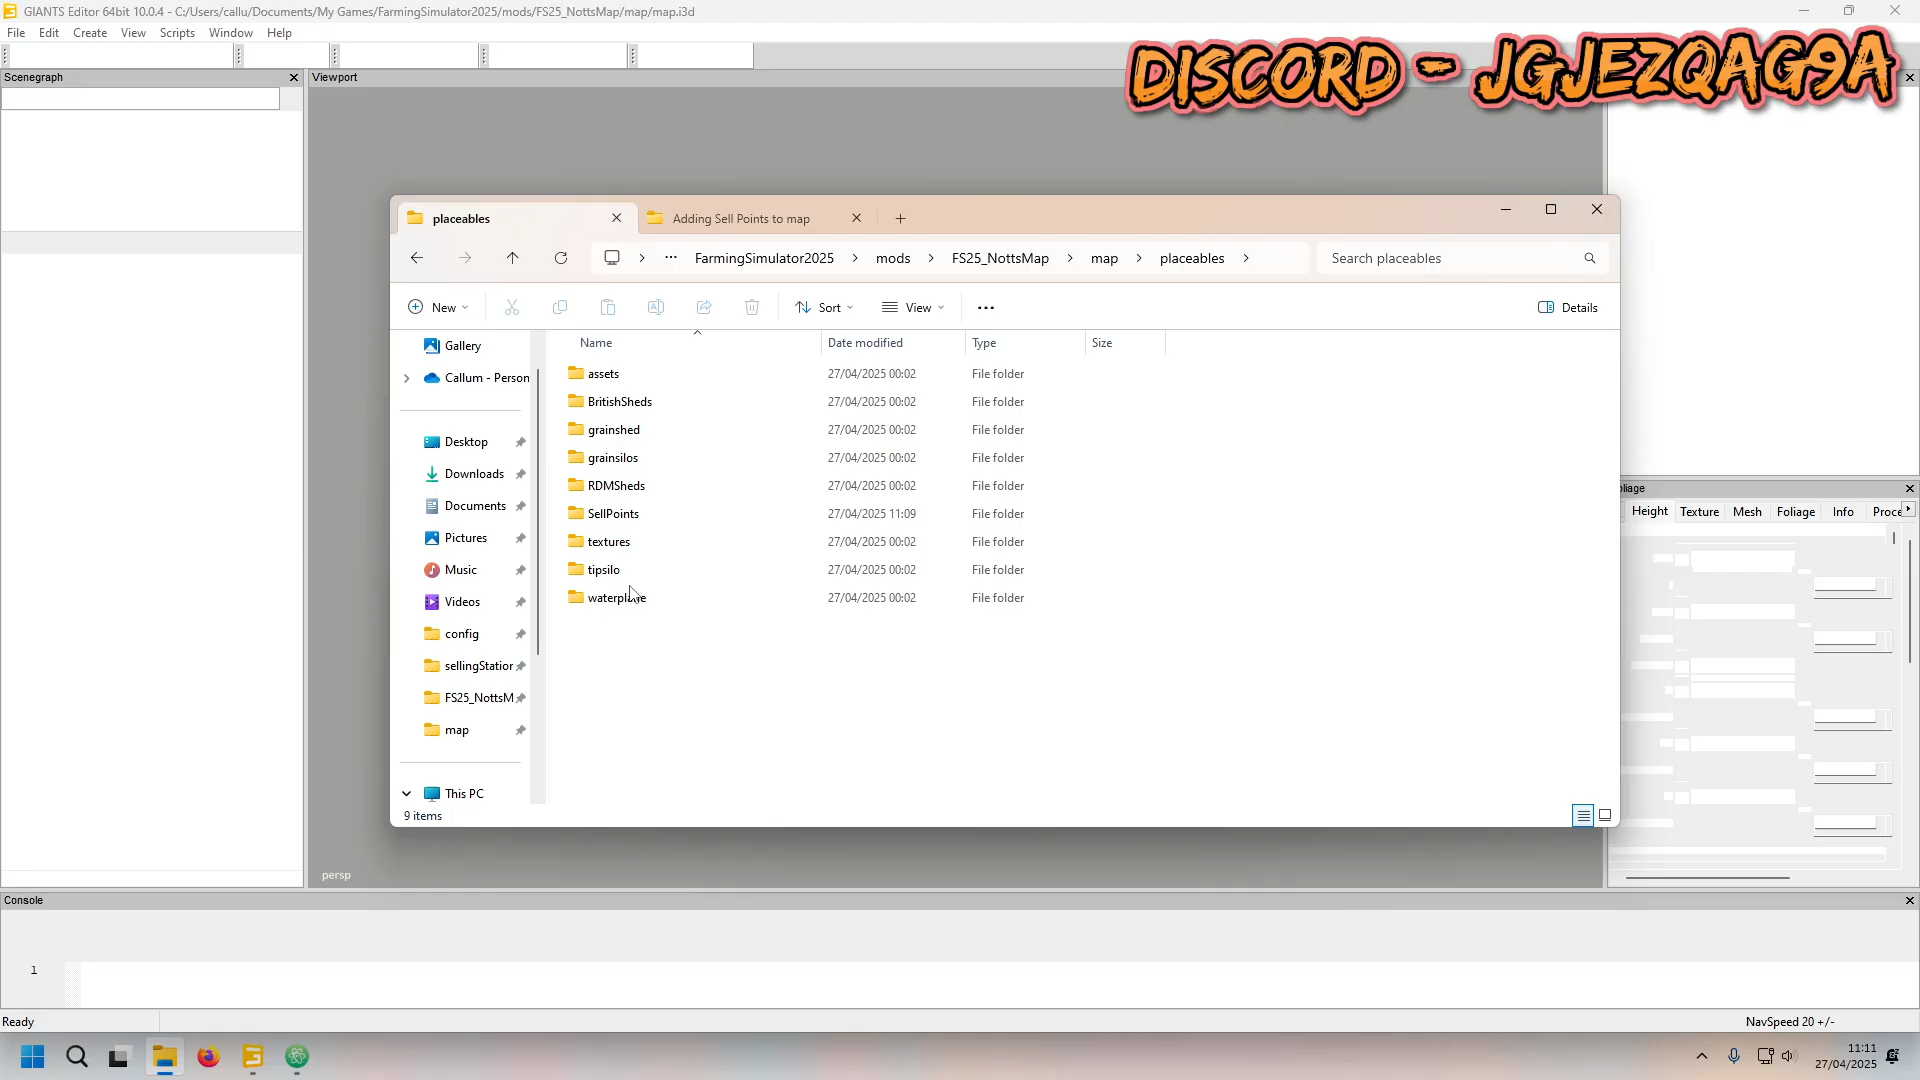 GIANTS Editor 64bit 10.0.4 - C:/Users/callu/Documents/My Games/FarmingSimulator2025/mods/FS25_NottsMap/map/map.i3d
File Edit Create View Scripts Window Help
DISCORD - JGJEZQAG9A
Scenegraph
Viewport
placeables
Adding Sell Points to map
FarmingSimulator2025 > mods > FS25_NottsMap > map > placeables >
Search placeables
New
Sort
View
Details
Name Date modified Type Size
Gallery
Callum - Person
Desktop
Downloads
Documents
Pictures
Music
Videos
config
sellingStation
FS25_NottsM
map
This PC
assets 27/04/2025 00:02 File folder
BritishSheds 27/04/2025 00:02 File folder
grainshed 27/04/2025 00:02 File folder
grainsilos 27/04/2025 00:02 File folder
RDMSheds 27/04/2025 00:02 File folder
SellPoints 27/04/2025 11:09 File folder
textures 27/04/2025 00:02 File folder
tipsilo 27/04/2025 00:02 File folder
waterplane 27/04/2025 00:02 File folder
9 items
oliage
Height Texture Mesh Foliage Info Proce
persp
Console
1
Ready
NavSpeed 20 +/-
11:11
27/04/2025